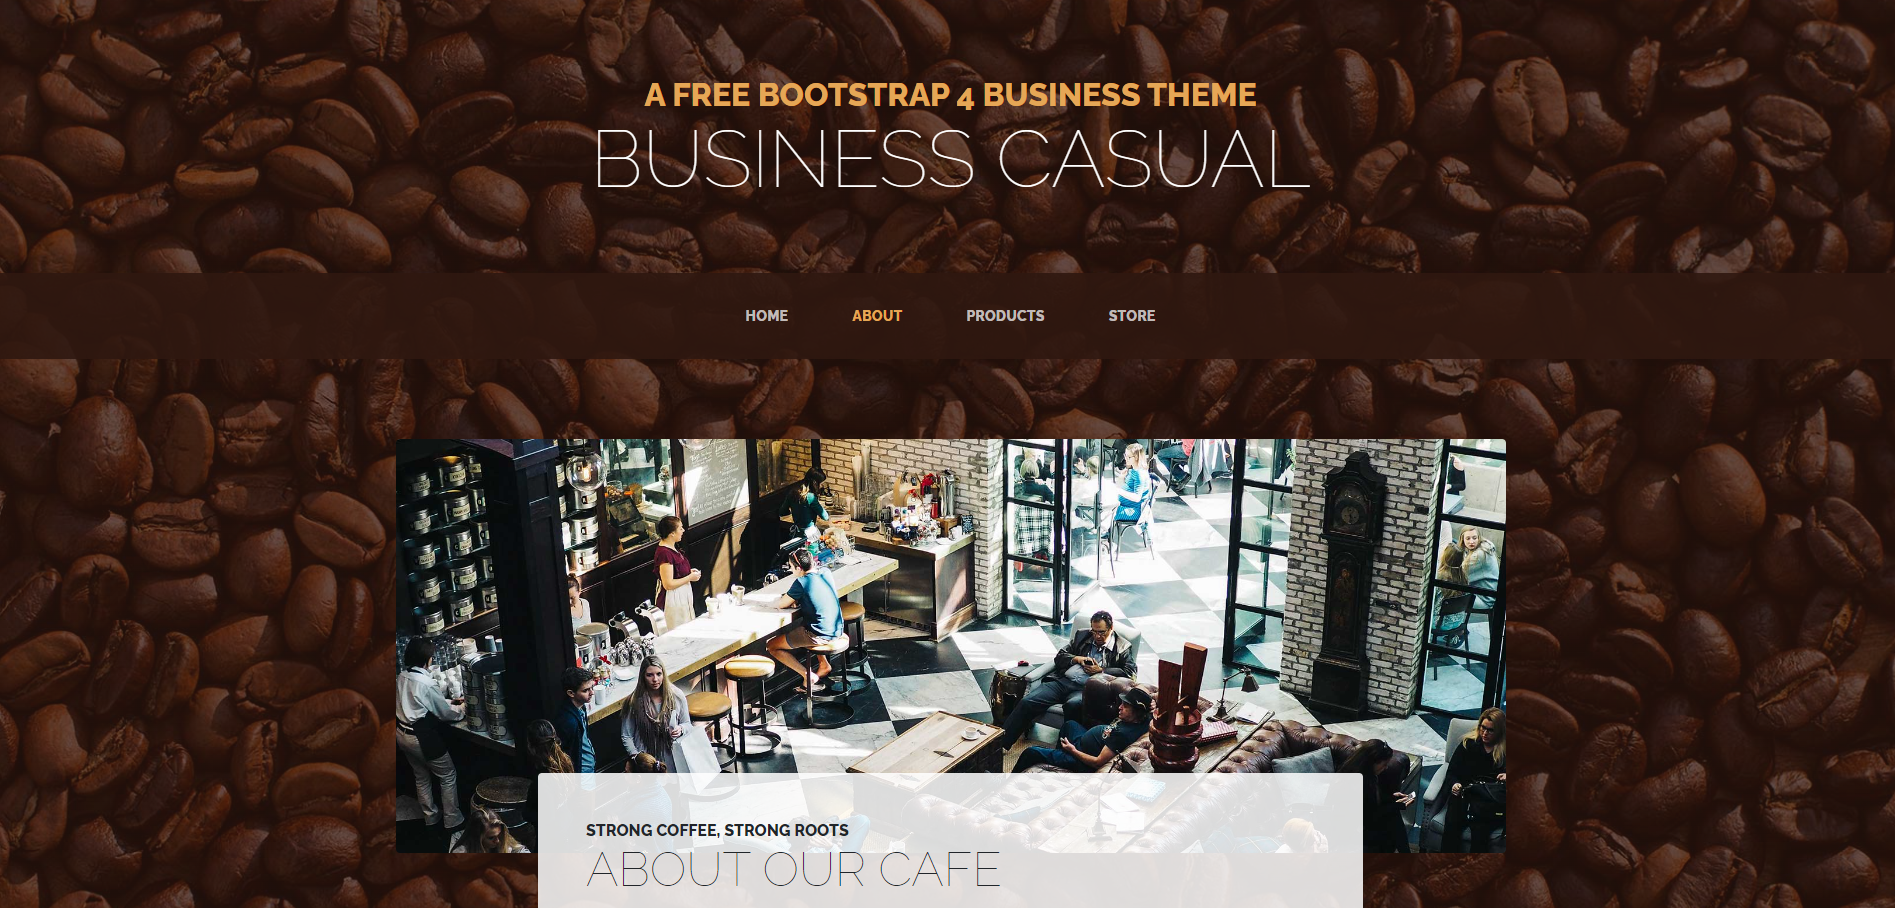 A FREE BOOTSTRAP 4 BUSINESS THEME
BUSINESS CASUAL
HOME
ABOUT
PRODUCTS
STORE
STRONG COFFEE, STRONG ROOTS
ABOUT OUR CAFE